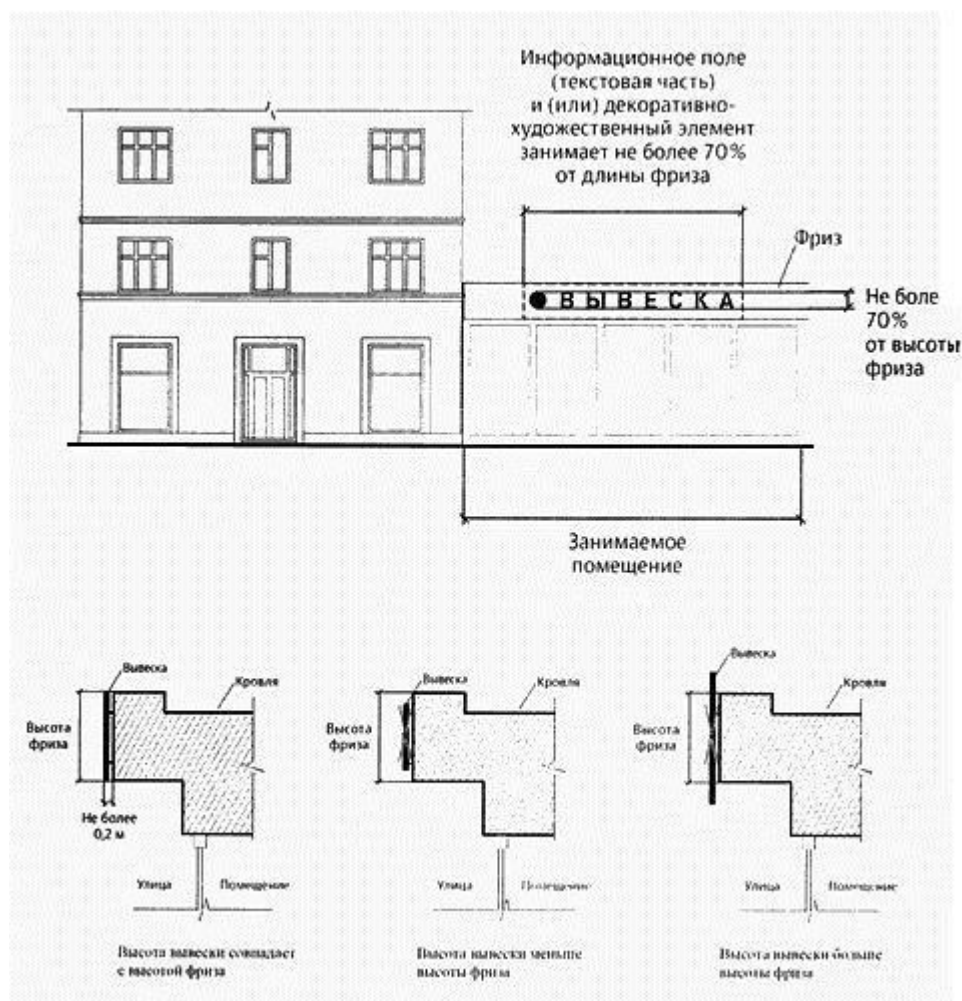 Информационное поле
(текстовая часть)
и (или) декоративно-
художественный элемент
занимает не более 70%
от длины фриза
Фриз
ВЫВЕСКА
Не боле
70%
от высоты
фриза
Занимаемое
помещение
Вывеска
Кровля
Высота
фриза
Не более
0,2 м
Улица
Помещение
Высота вывески совпадает
с высотой фриза
Вывеска
Кровля
Высота
фриза
Улица
Помещение
Высота вывески меньше
высоты фриза
Вывеска
Кровля
Высота
фриза
Улица
Помещение
Высота вывески больше
высоты фриза